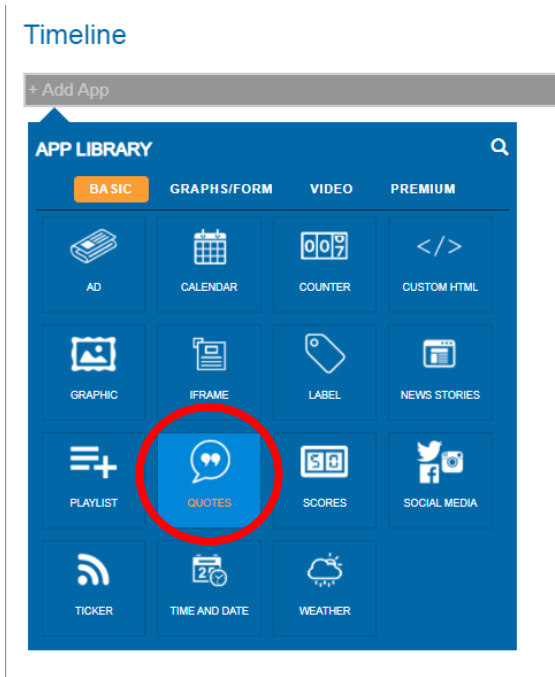 Timeline
+ Add App
APP LIBRARY
BASIC GRAPHS/FORM VIDEO PREMIUM
AD CALENDAR COUNTER CUSTOM HTML
GRAPHIC IFRAME LABEL NEWS STORIES
PLAYLIST QUOTES SCORES SOCIAL MEDIA
TICKER TIME AND DATE WEATHER